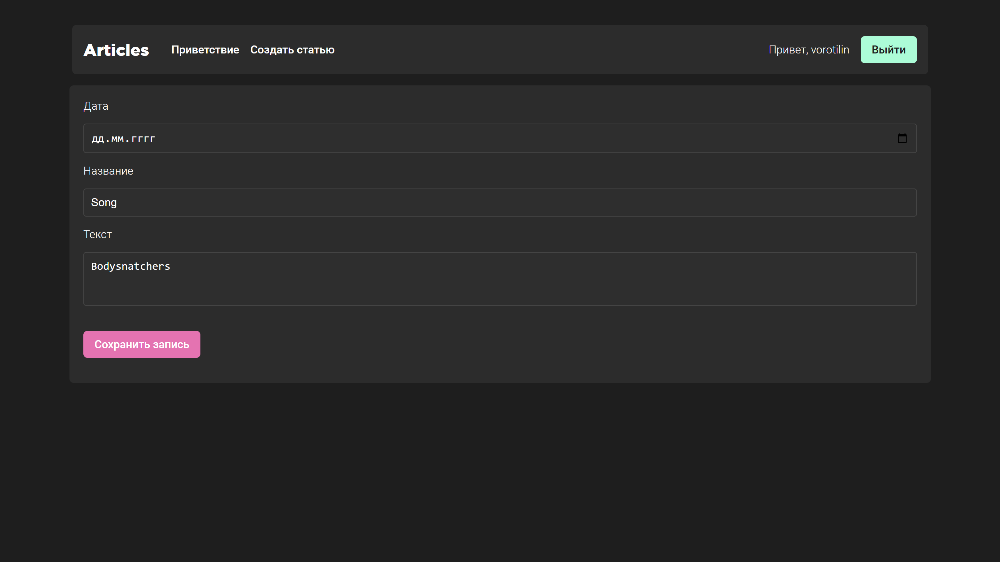 Articles Приветствие Создать статью Привет, vorotilin Выйти
Дата
дд.мм.гггг
Название
Song
Текст
Bodysnatchers
Сохранить запись